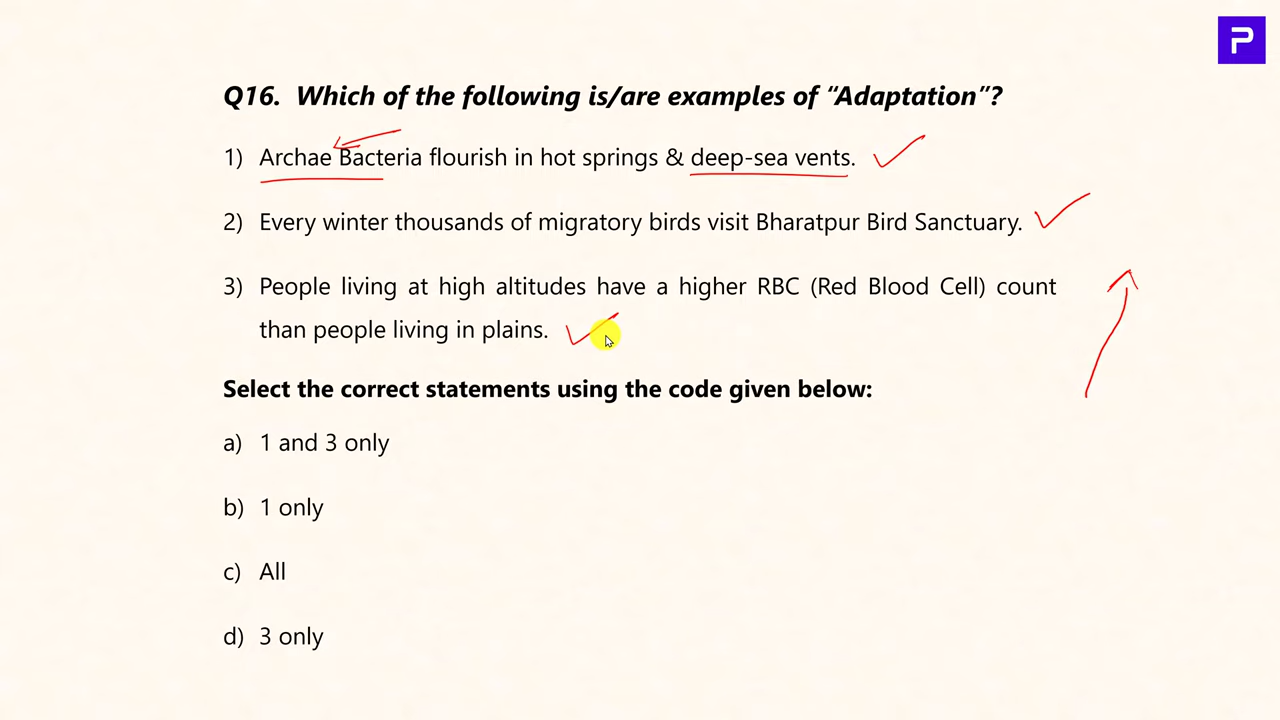 P
Q16. Which of the following is/are examples of “Adaptation”?
1) Archae Bacteria flourish in hot springs & deep-sea vents.
2) Every winter thousands of migratory birds visit Bharatpur Bird Sanctuary.
3) People living at high altitudes have a higher RBC (Red Blood Cell) count
than people living in plains.
Select the correct statements using the code given below:
a) 1 and 3 only
b) 1 only
c) All
d) 3 only